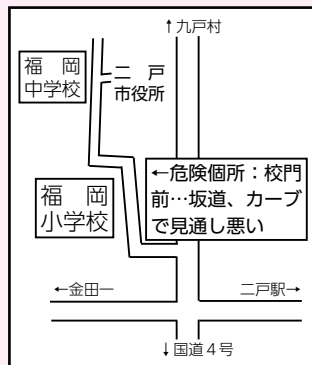 ↑九戸村
福　岡
中学校
二　戸
市役所
←危険個所：校門
前…坂道、カーブ
で見通し悪い
福　岡
小学校
←金田一
二戸駅→
↓国道４号